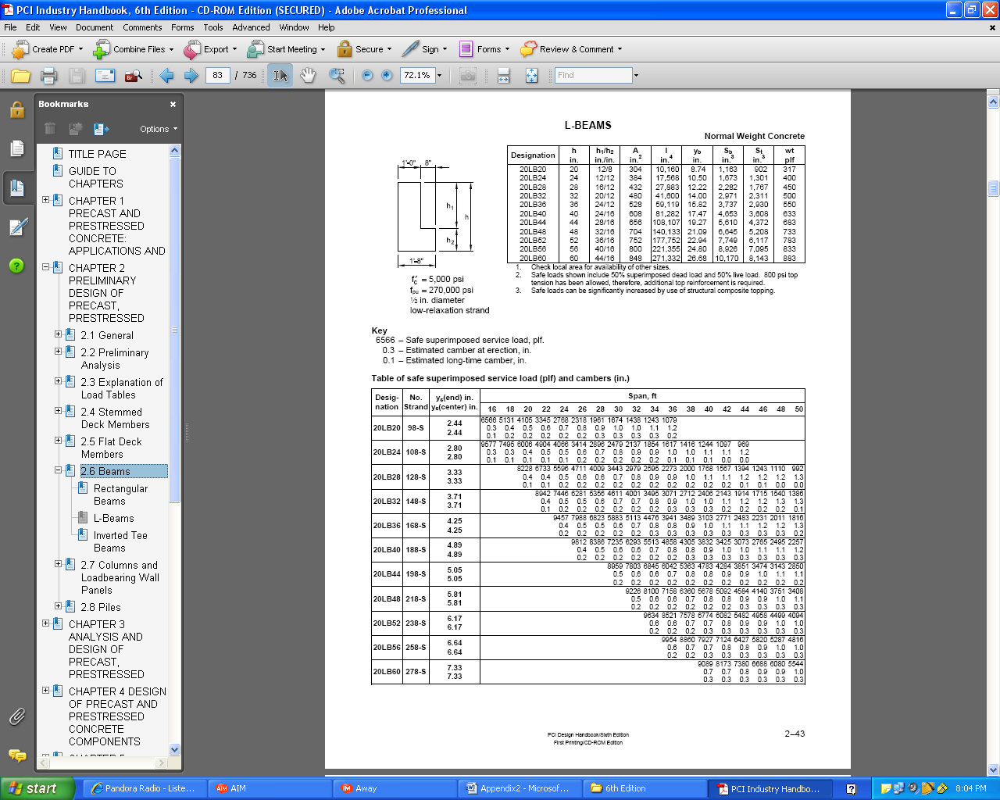 PCI Industry Handbook, 6th Edition - CD-ROM Edition (SECURED) - Adobe Acrobat Professional
File Edit View Document Comments Forms Tools Advanced Window Help
Create PDF Combine Files Export Start Meeting Secure Sign Forms Review & Comment
83 / 736 72.1% Find
Bookmarks
Options
TITLE PAGE
GUIDE TO
CHAPTERS
CHAPTER 1
PRECAST AND
PRESTRESSED
CONCRETE:
APPLICATIONS AND
CHAPTER 2
PRELIMINARY
DESIGN OF
PRECAST,
PRESTRESSED
2.1 General
2.2 Preliminary
Analysis
2.3 Explanation of
Load Tables
2.4 Stemmed
Deck Members
2.5 Flat Deck
Members
2.6 Beams
Rectangular
Beams
L-Beams
Inverted Tee
Beams
2.7 Columns and
Loadbearing Wall
Panels
2.8 Piles
CHAPTER 3
ANALYSIS AND
DESIGN OF
PRECAST,
PRESTRESSED
CHAPTER 4 DESIGN
OF PRECAST AND
PRESTRESSED
CONCRETE
COMPONENTS
L-BEAMS
Normal Weight Concrete
1'-0" 8"
h1
h
h2
1'-8"
f'c = 5,000 psi
fpu = 270,000 psi
½ in. diameter
low-relaxation strand
Designation h in. h1/h2 in./in. A in.² I in.⁴ yb in. Sb in.³ St in.³ wt plf
20LB20 20 12/8 304 10,160 8.74 1,163 902 317
20LB24 24 12/12 384 17,568 10.50 1,673 1,301 400
20LB28 28 16/12 432 27,883 12.22 2,282 1,767 450
20LB32 32 20/12 480 41,600 14.00 2,971 2,311 500
20LB36 36 24/12 528 59,119 15.82 3,737 2,930 550
20LB40 40 24/16 608 81,282 17.47 4,653 3,608 633
20LB44 44 28/16 656 108,107 19.27 5,610 4,372 683
20LB48 48 32/16 704 140,133 21.09 6,645 5,208 733
20LB52 52 36/16 752 177,752 22.94 7,749 6,117 783
20LB56 56 40/16 800 221,355 24.80 8,926 7,095 833
20LB60 60 44/16 848 271,332 26.68 10,170 8,143 883
1. Check local area for availability of other sizes.
2. Safe loads shown include 50% superimposed dead load and 50% live load. 800 psi top
tension has been allowed, therefore, additional top reinforcement is required.
3. Safe loads can be significantly increased by use of structural composite topping.
Key
6566 – Safe superimposed service load, plf.
0.3 – Estimated camber at erection, in.
0.1 – Estimated long-time camber, in.
Table of safe superimposed service load (plf) and cambers (in.)
Desig-nation No. Strand ys(end) in. ys(center) in. Span, ft
16 18 20 22 24 26 28 30 32 34 36 38 40 42 44 46 48 50
20LB20 98-S 2.44 2.44
6566 5131 4105 3345 2768 2318 1961 1674 1438 1243 1079
0.3 0.4 0.5 0.6 0.7 0.8 0.9 1.0 1.0 1.1 1.2
0.1 0.2 0.2 0.2 0.2 0.2 0.3 0.3 0.3 0.3 0.2
20LB24 108-S 2.80 2.80
9577 7495 6006 4904 4066 3414 2896 2479 2137 1854 1617 1416 1244 1097 969
0.3 0.3 0.4 0.5 0.5 0.6 0.7 0.8 0.9 0.9 1.0 1.0 1.1 1.1 1.2
0.1 0.1 0.1 0.1 0.2 0.2 0.2 0.2 0.2 0.2 0.1 0.1 0.1 0.0 0.0
20LB28 128-S 3.33 3.33
8228 6733 5596 4711 4009 3443 2979 2595 2273 2000 1768 1567 1394 1243 1110 992
0.4 0.4 0.5 0.6 0.6 0.7 0.8 0.9 0.9 1.0 1.1 1.1 1.2 1.2 1.2 1.3
0.1 0.1 0.2 0.2 0.2 0.2 0.2 0.2 0.2 0.2 0.2 0.2 0.1 0.1 0.0 0.0
20LB32 148-S 3.71 3.71
8942 7446 6281 5356 4611 4001 3495 3071 2712 2406 2143 1914 1715 1540 1386
0.4 0.5 0.5 0.6 0.7 0.7 0.8 0.9 1.0 1.0 1.1 1.2 1.2 1.3 1.3
0.1 0.2 0.2 0.2 0.2 0.2 0.2 0.3 0.3 0.3 0.2 0.2 0.2 0.2 0.1
20LB36 168-S 4.25 4.25
9457 7988 6823 5883 5113 4476 3941 3489 3103 2771 2483 2231 2011 1816
0.4 0.5 0.5 0.6 0.7 0.8 0.8 0.9 1.0 1.1 1.1 1.2 1.2 1.3
0.2 0.2 0.2 0.2 0.2 0.3 0.3 0.3 0.3 0.3 0.3 0.3 0.3 0.2
20LB40 188-S 4.89 4.89
9812 8386 7235 6293 5513 4858 4305 3832 3425 3073 2765 2495 2257
0.4 0.5 0.6 0.6 0.7 0.8 0.8 0.9 1.0 1.0 1.1 1.1 1.2
0.2 0.2 0.2 0.2 0.2 0.2 0.3 0.3 0.3 0.3 0.3 0.3 0.3
20LB44 198-S 5.05 5.05
8959 7803 6845 6042 5363 4783 4284 3851 3474 3143 2850
0.5 0.6 0.6 0.7 0.8 0.8 0.9 0.9 1.0 1.1 1.1
0.2 0.2 0.2 0.2 0.2 0.2 0.2 0.2 0.2 0.2 0.2
20LB48 218-S 5.81 5.81
9226 8100 7158 6360 5678 5092 4584 4140 3751 3408
0.5 0.6 0.6 0.7 0.8 0.8 0.9 0.9 1.0 1.1
0.2 0.2 0.2 0.2 0.2 0.2 0.3 0.3 0.3 0.3
20LB52 238-S 6.17 6.17
9634 8521 7578 6774 6082 5482 4958 4499 4094
0.6 0.6 0.7 0.7 0.8 0.9 0.9 1.0 1.0
0.2 0.2 0.2 0.3 0.3 0.3 0.3 0.3 0.3
20LB56 258-S 6.64 6.64
9954 8860 7927 7124 6427 5820 5287 4816
0.6 0.7 0.7 0.8 0.8 0.9 1.0 1.0
0.2 0.2 0.3 0.3 0.3 0.3 0.3 0.3
20LB60 278-S 7.33 7.33
9089 8173 7380 6688 6080 5544
0.7 0.7 0.8 0.9 0.9 1.0
0.3 0.3 0.3 0.3 0.3 0.3
PCI Design Handbook/Sixth Edition
First Printing/CD-ROM Edition
2–43
start Pandora Radio - Liste... AIM Away Appendix2 - Microsof... 6th Edition PCI Industry Handbo... 8:04 PM